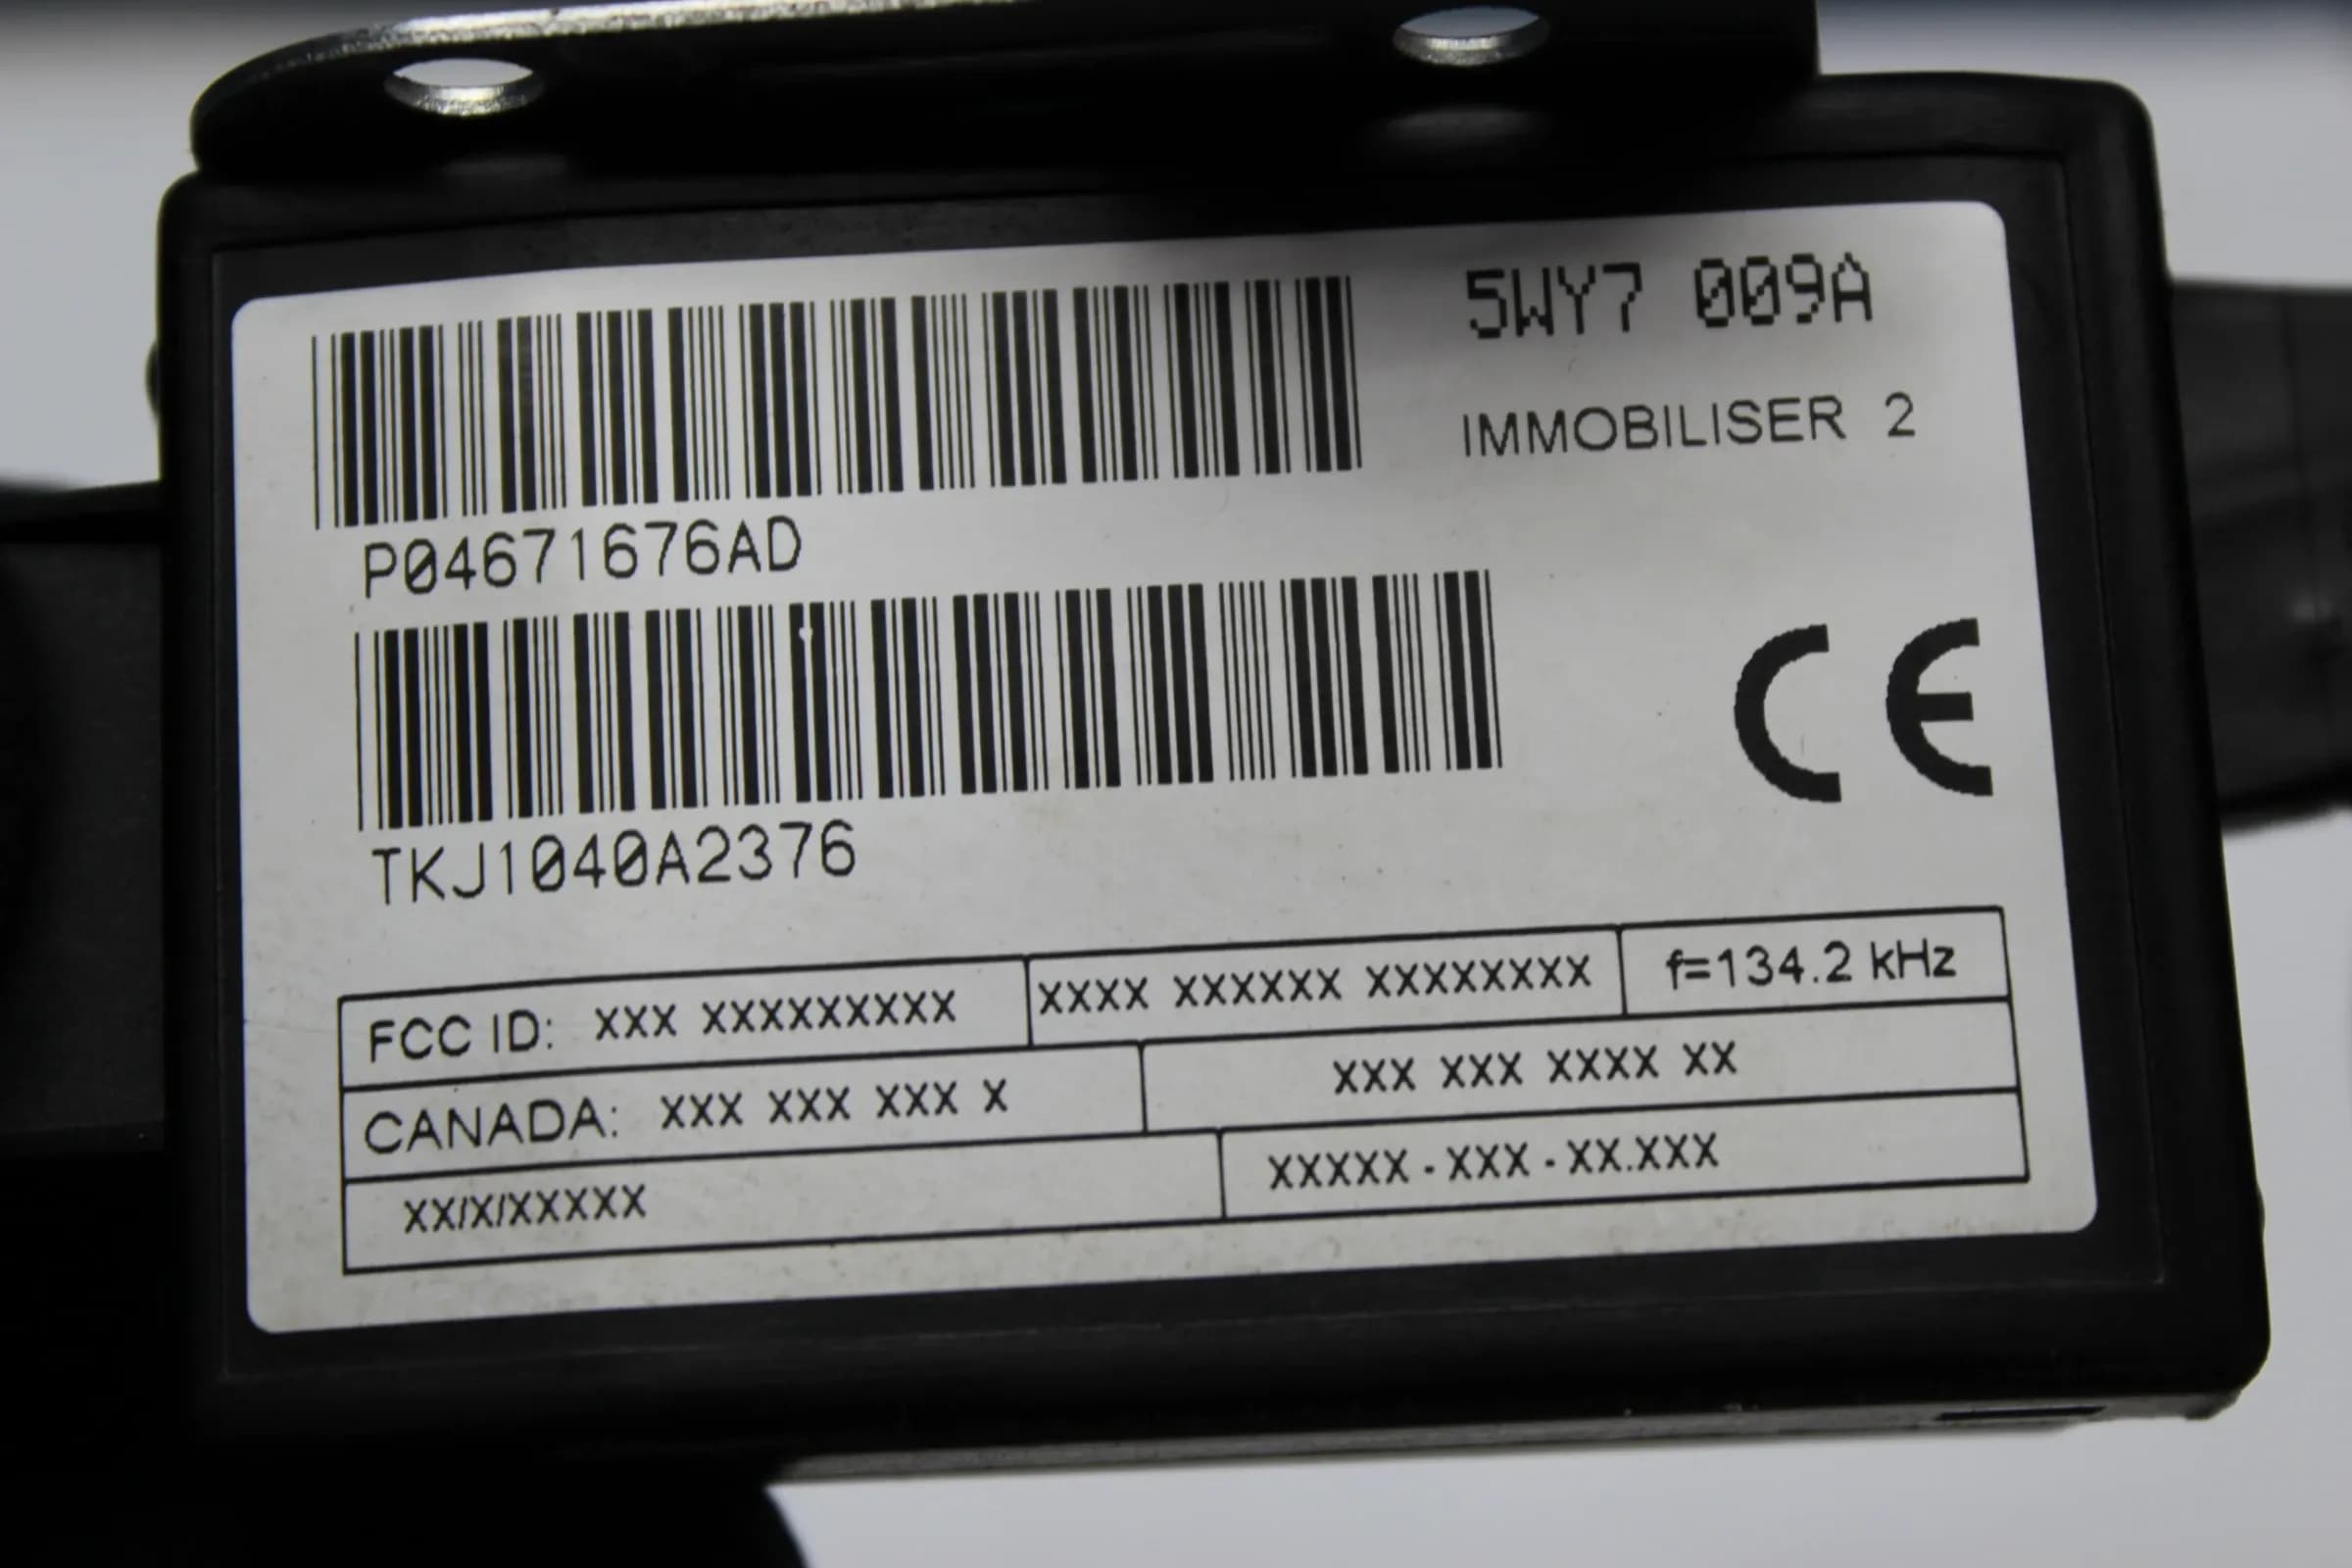 5WY7 009A
IMMOBILISER 2
P04671676AD
TKJ1040A2376
CE
FCC ID: XXX XXXXXXXXX
XXXX XXXXXX XXXXXXXX
f=134.2 kHz
CANADA: XXX XXX XXX X
XXX XXX XXXX XX
XX/X/XXXXX
XXXXX - XXX - XX.XXX